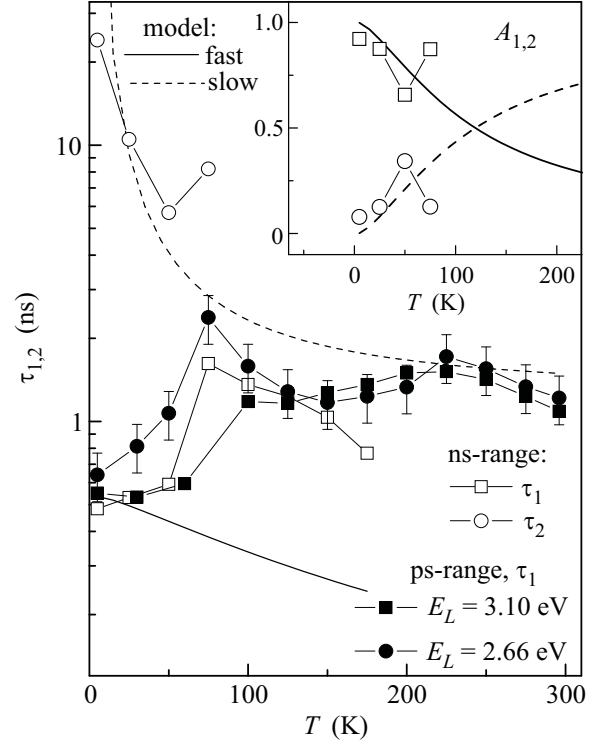 model:
fast
slow
A1,2
1.0
0.5
0
0
100
200
T (K)
10
1
τ1,2 (ns)
ns-range:
τ1
τ2
ps-range, τ1
EL = 3.10 eV
EL = 2.66 eV
0
100
200
300
T (K)